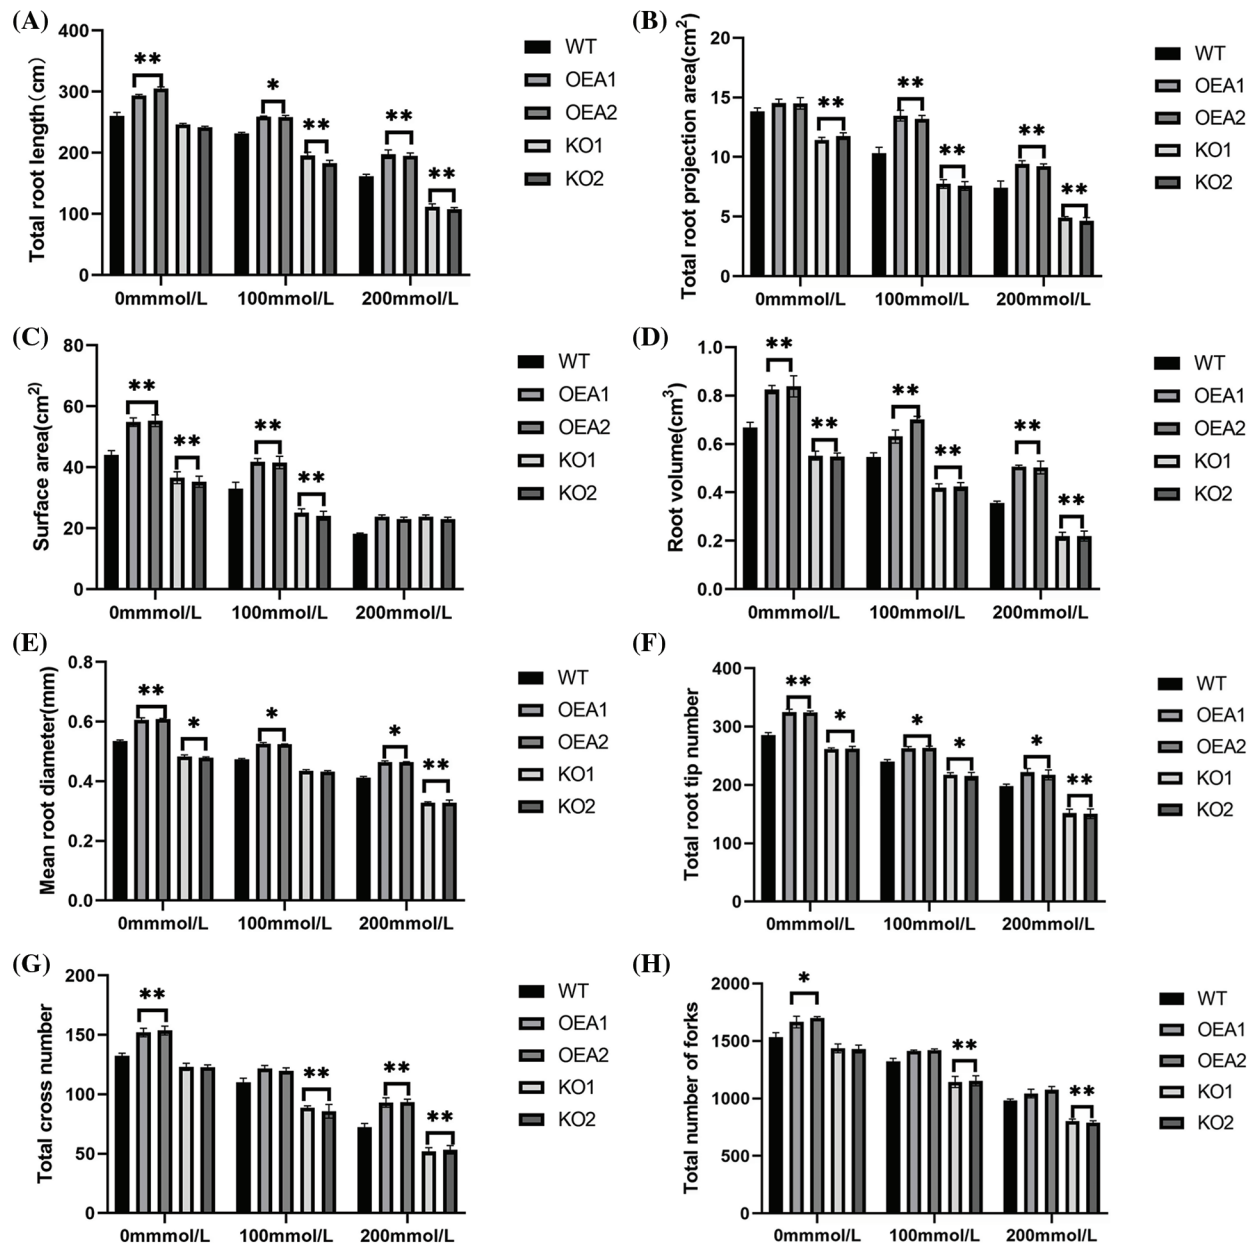 (A)
Total root length(cm)
400
300
200
100
0
**
*
**
**
**
0mmmol/L 100mmol/L 200mmol/L
WT
OEA1
OEA2
KO1
KO2
(B)
Total root projection area(cm2)
20
15
10
5
0
**
**
**
**
**
0mmmol/L 100mmol/L 200mmol/L
WT
OEA1
OEA2
KO1
KO2
(C)
Surface area(cm2)
80
60
40
20
0
**
**
**
**
0mmmol/L 100mmol/L 200mmol/L
WT
OEA1
OEA2
KO1
KO2
(D)
Root volume(cm3)
1.0
0.8
0.6
0.4
0.2
0.0
**
**
**
**
**
**
0mmmol/L 100mmol/L 200mmol/L
WT
OEA1
OEA2
KO1
KO2
(E)
Mean root diameter(mm)
0.8
0.6
0.4
0.2
0.0
**
*
*
*
**
0mmmol/L 100mmol/L 200mmol/L
WT
OEA1
OEA2
KO1
KO2
(F)
Total root tip number
400
300
200
100
0
**
*
*
*
*
**
0mmmol/L 100mmol/L 200mmol/L
WT
OEA1
OEA2
KO1
KO2
(G)
Total cross number
200
150
100
50
0
**
**
**
**
0mmmol/L 100mmol/L 200mmol/L
WT
OEA1
OEA2
KO1
KO2
(H)
Total number of forks
2000
1500
1000
500
0
*
**
**
0mmmol/L 100mmol/L 200mmol/L
WT
OEA1
OEA2
KO1
KO2